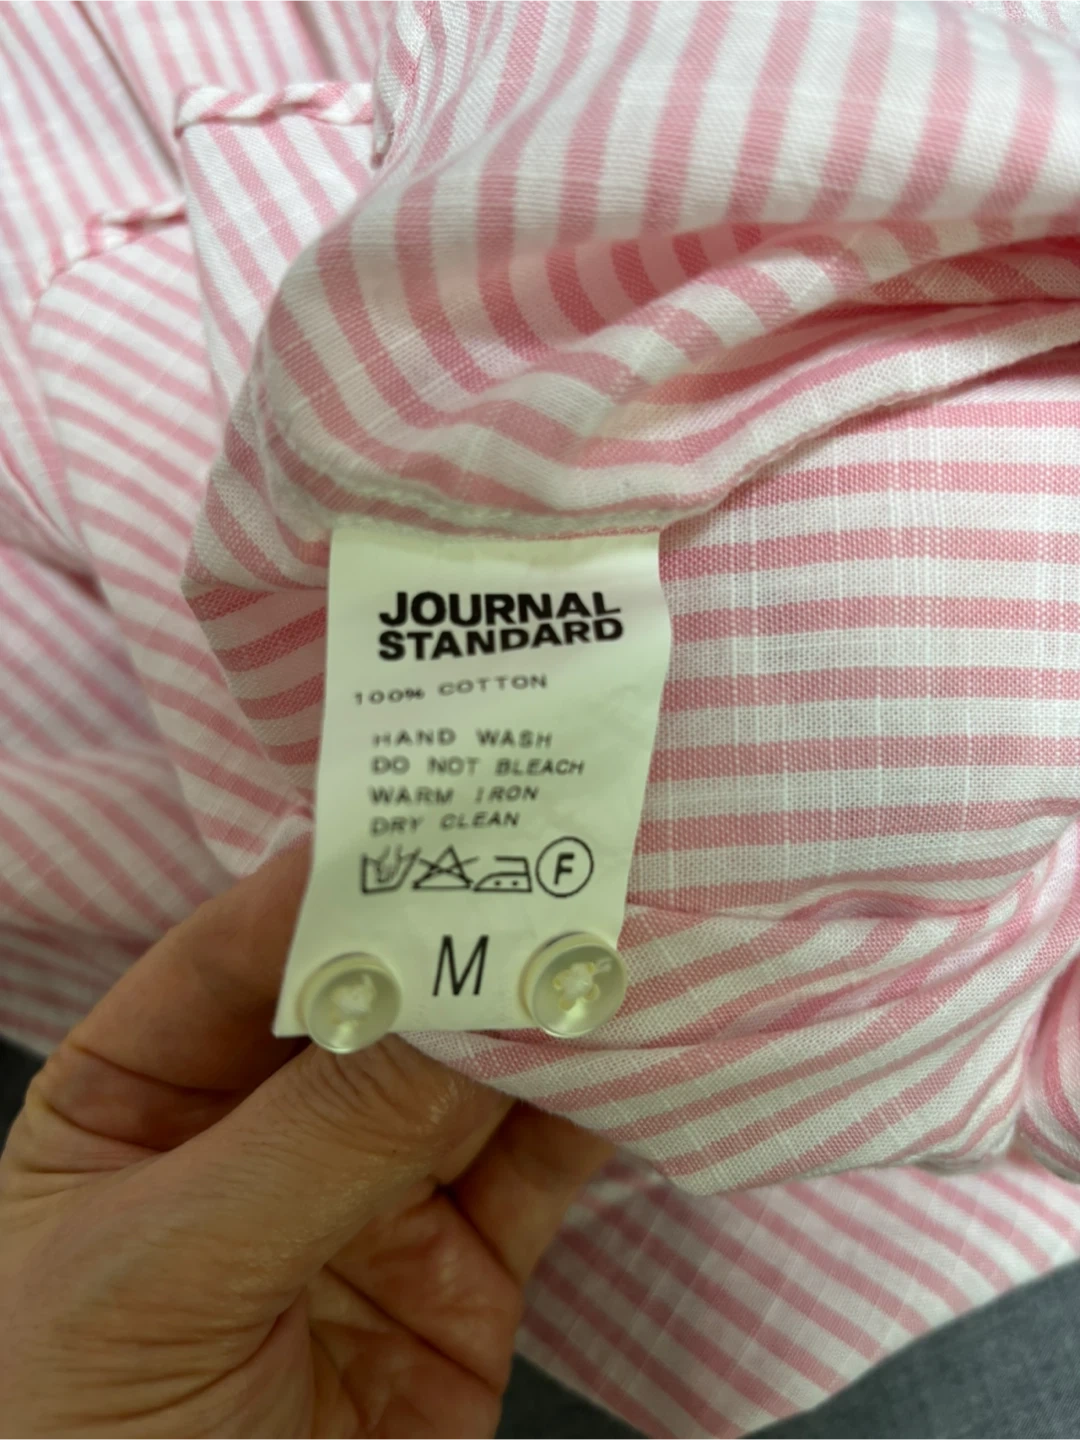 JOURNAL
STANDARD
100% COTTON
HAND WASH
DO NOT BLEACH
WARM IRON
DRY CLEAN
F
M